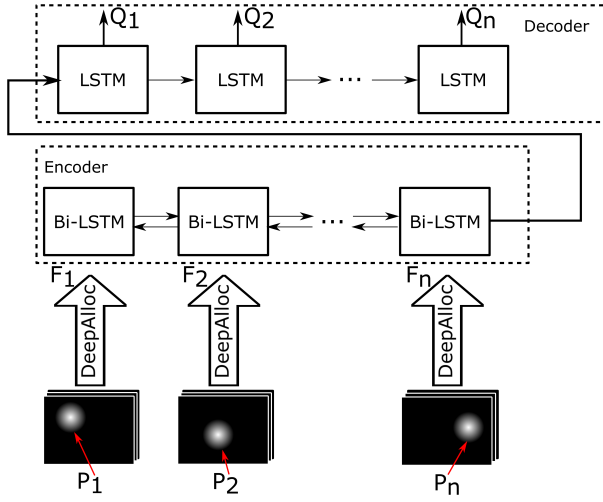 Q1 Q2 Qn
Decoder
LSTM LSTM ... LSTM
Encoder
Bi-LSTM Bi-LSTM ... Bi-LSTM
F1 F2 Fn
DeepAlloc DeepAlloc DeepAlloc
P1 P2 Pn